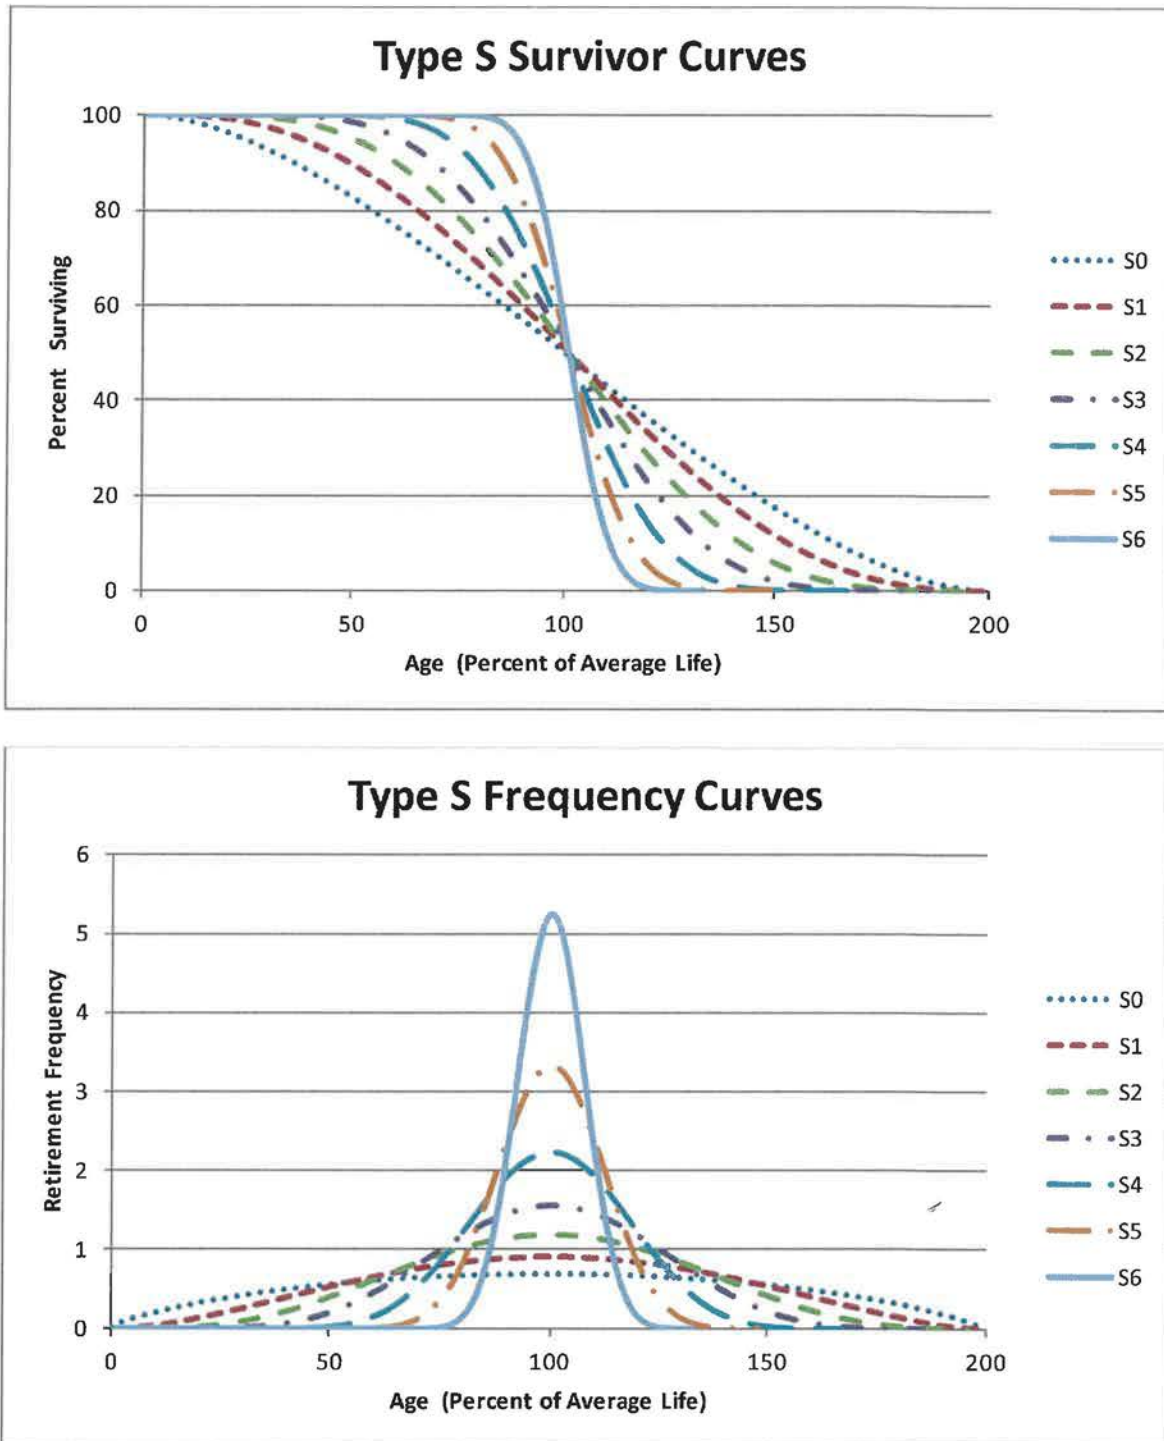 Type S Survivor Curves
100
80
60
40
20
0
Percent Surviving
0 50 100 150 200
Age (Percent of Average Life)
S0
S1
S2
S3
S4
S5
S6
Type S Frequency Curves
6
5
4
3
2
1
0
Retirement Frequency
0 50 100 150 200
Age (Percent of Average Life)
S0
S1
S2
S3
S4
S5
S6